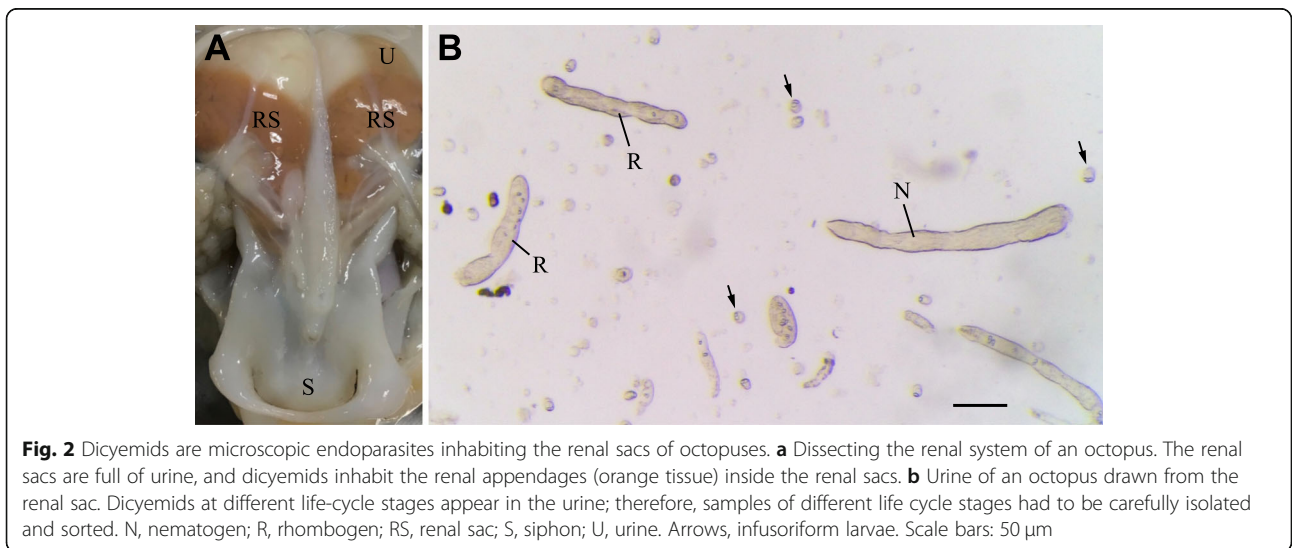 A
U
RS
RS
S
B
R
R
N
Fig. 2 Dicyemids are microscopic endoparasites inhabiting the renal sacs of octopuses. a Dissecting the renal system of an octopus. The renal
sacs are full of urine, and dicyemids inhabit the renal appendages (orange tissue) inside the renal sacs. b Urine of an octopus drawn from the
renal sac. Dicyemids at different life-cycle stages appear in the urine; therefore, samples of different life cycle stages had to be carefully isolated
and sorted. N, nematogen; R, rhombogen; RS, renal sac; S, siphon; U, urine. Arrows, infusoriform larvae. Scale bars: 50 μm